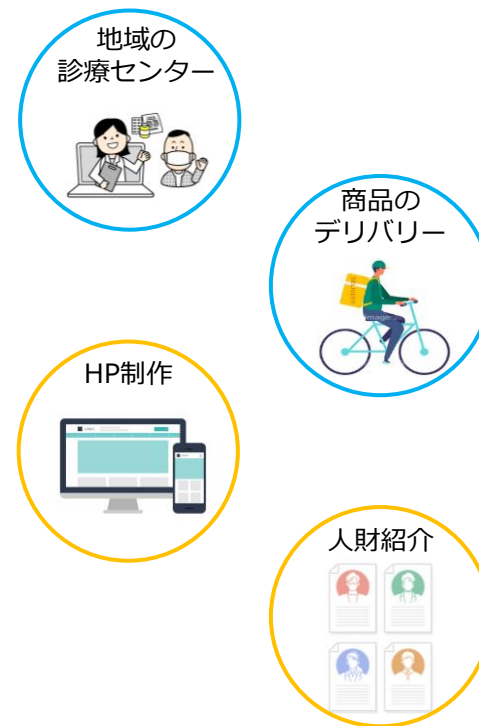 地域の
診療センター
商品の
デリバリー
HP制作
人財紹介